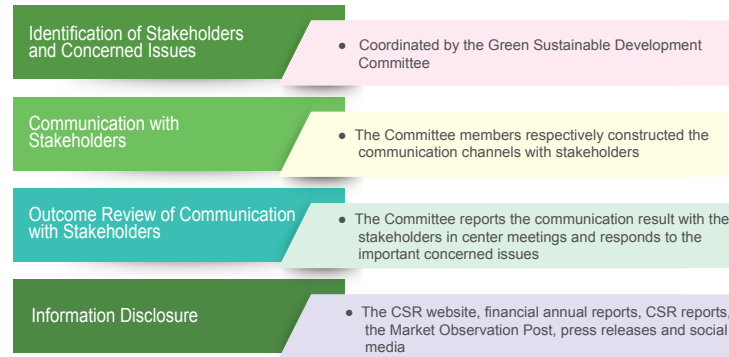 Identification of Stakeholders
and Concerned Issues
● Coordinated by the Green Sustainable Development
Committee
Communication with
Stakeholders
● The Committee members respectively constructed the
communication channels with stakeholders
Outcome Review of Communication
with Stakeholders
● The Committee reports the communication result with the
stakeholders in center meetings and responds to the
important concerned issues
Information Disclosure
● The CSR website, financial annual reports, CSR reports,
the Market Observation Post, press releases and social
media